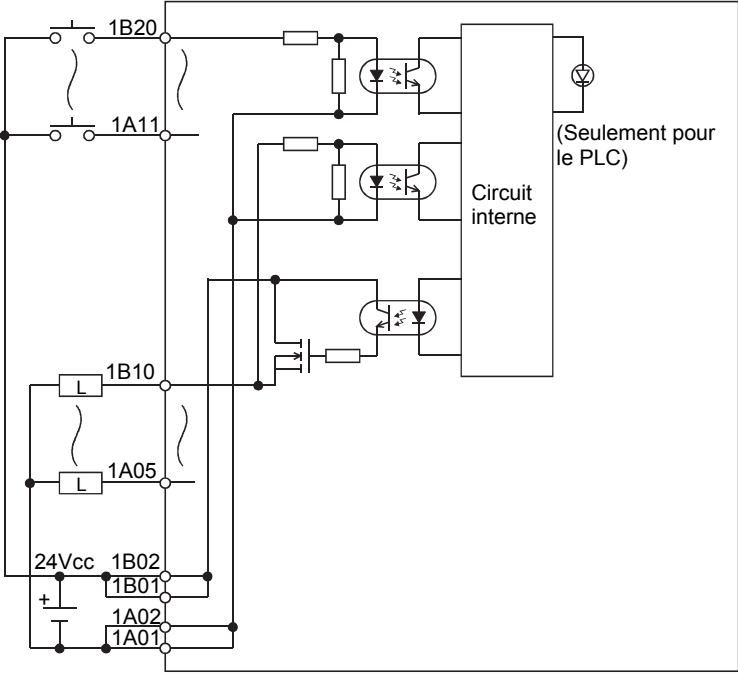 1B20
1A11
(Seulement pour
le PLC)
Circuit
interne
1B10
L
1A05
L
24Vcc
1B02
1B01
+
1A02
1A01